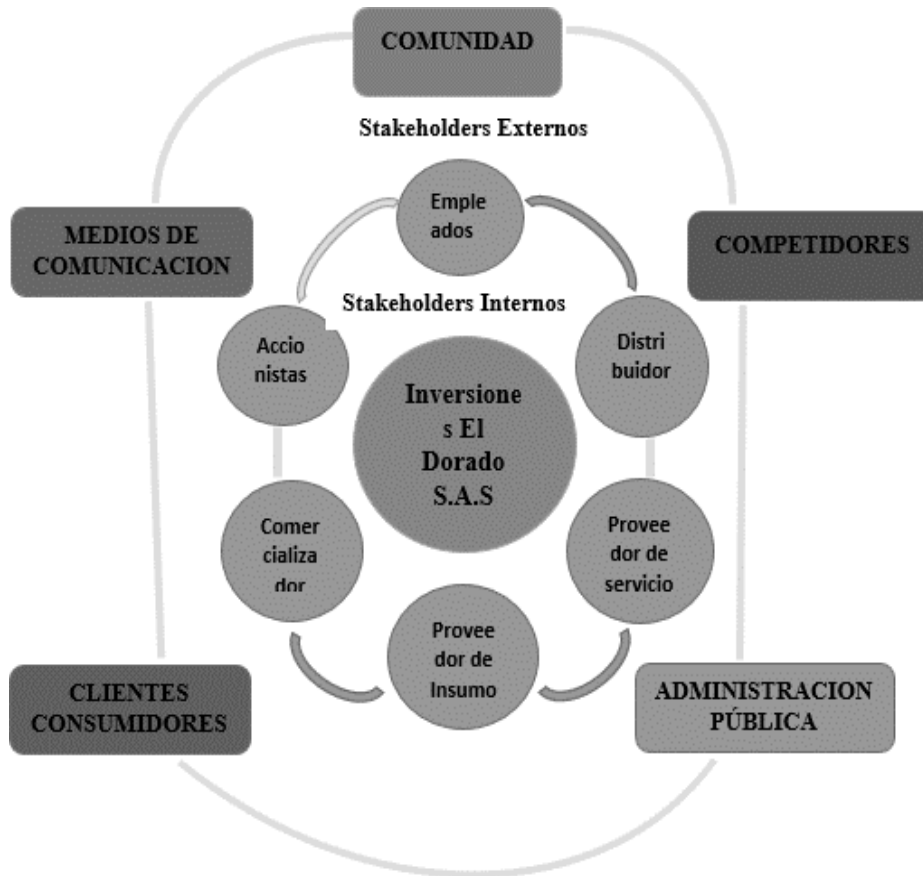 COMUNIDAD
Stakeholders Externos
Emple
ados
MEDIOS DE
COMUNICACION
COMPETIDORES
Stakeholders Internos
Accio
nistas
Distri
buidor
Inversione
s El
Dorado
S.A.S
Comer
cializa
dor
Provee
dor de
servicio
Provee
dor de
Insumo
CLIENTES
CONSUMIDORES
ADMINISTRACION
PÚBLICA